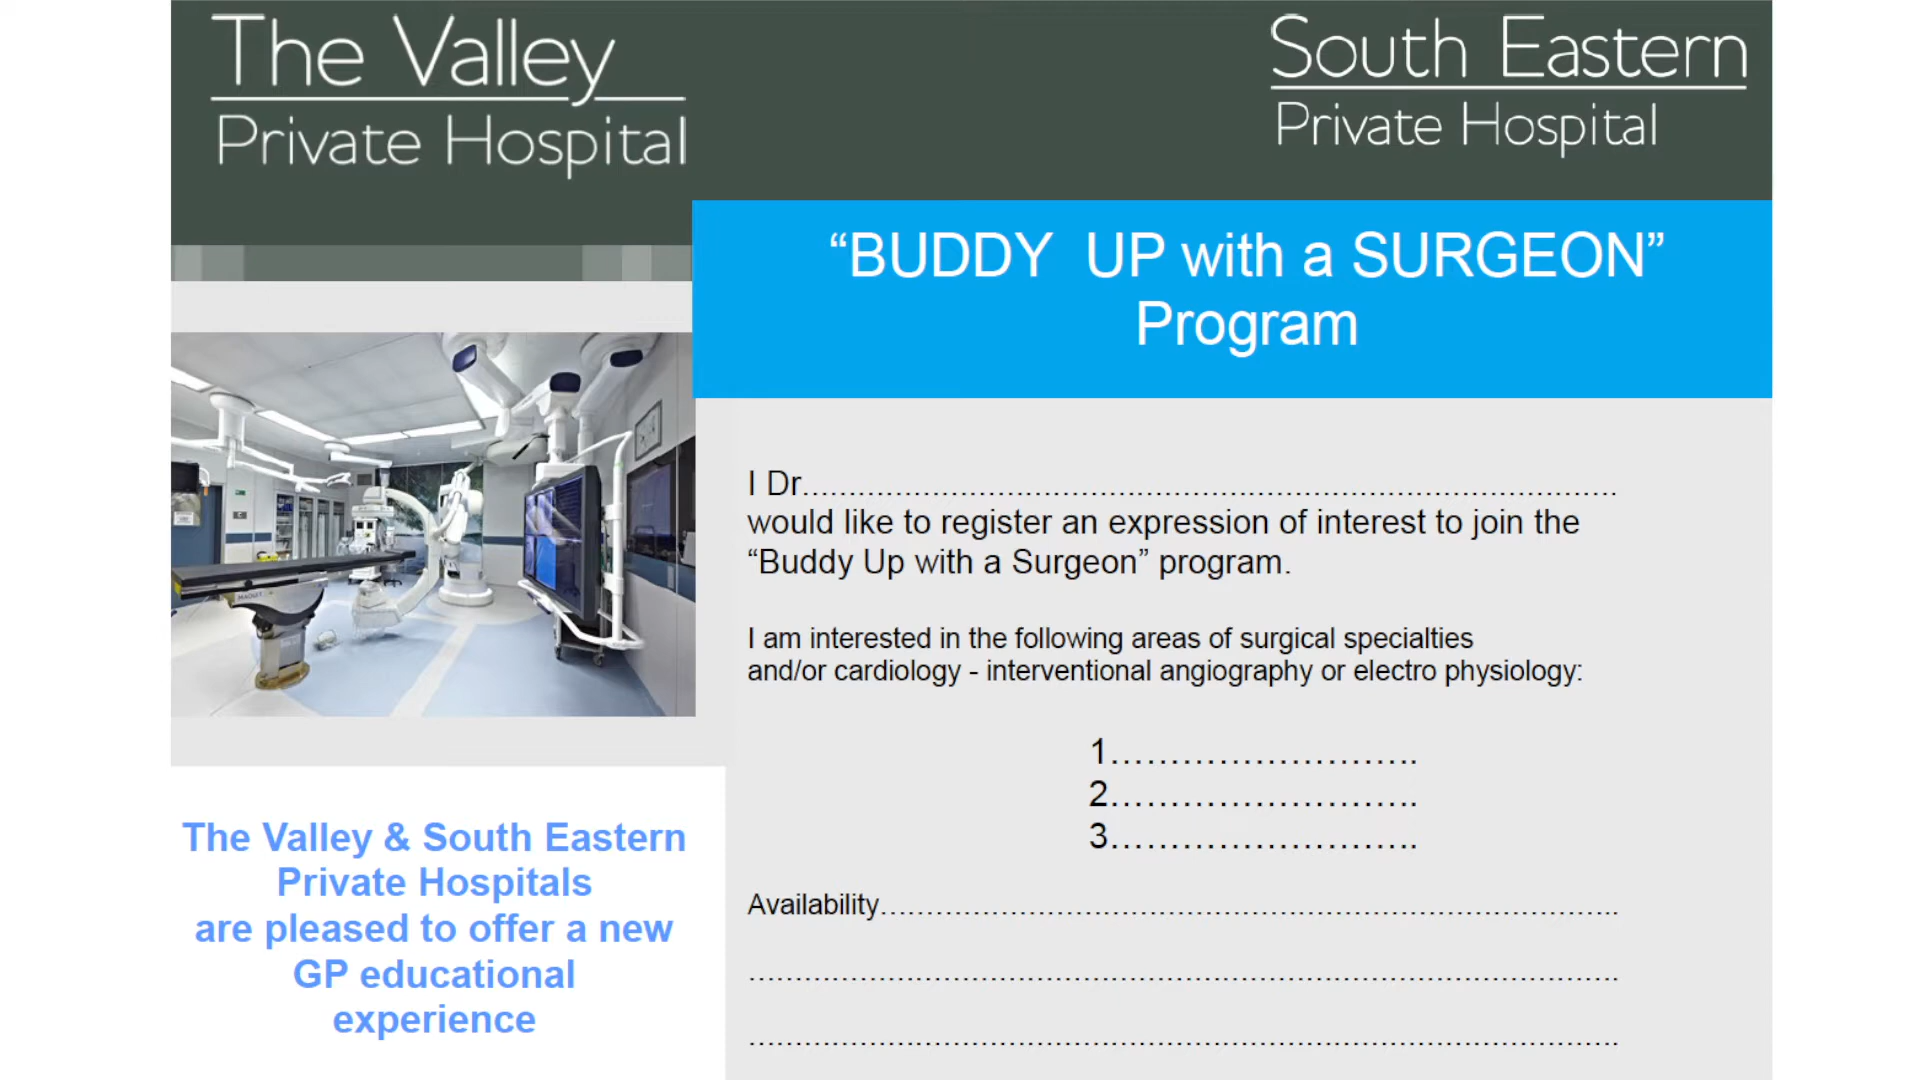 The Valley
Private Hospital
South Eastern
Private Hospital
“BUDDY  UP with a SURGEON”
Program
I Dr........................................................................................
would like to register an expression of interest to join the
“Buddy Up with a Surgeon” program.
I am interested in the following areas of surgical specialties
and/or cardiology - interventional angiography or electro physiology:
1……………………..
2……………………..
3……………………..
Availability……………………………………………………………………..
………………………………………………………………………………….
………………………………………………………………………………….
The Valley & South Eastern
Private Hospitals
are pleased to offer a new
GP educational
experience
MAQUET